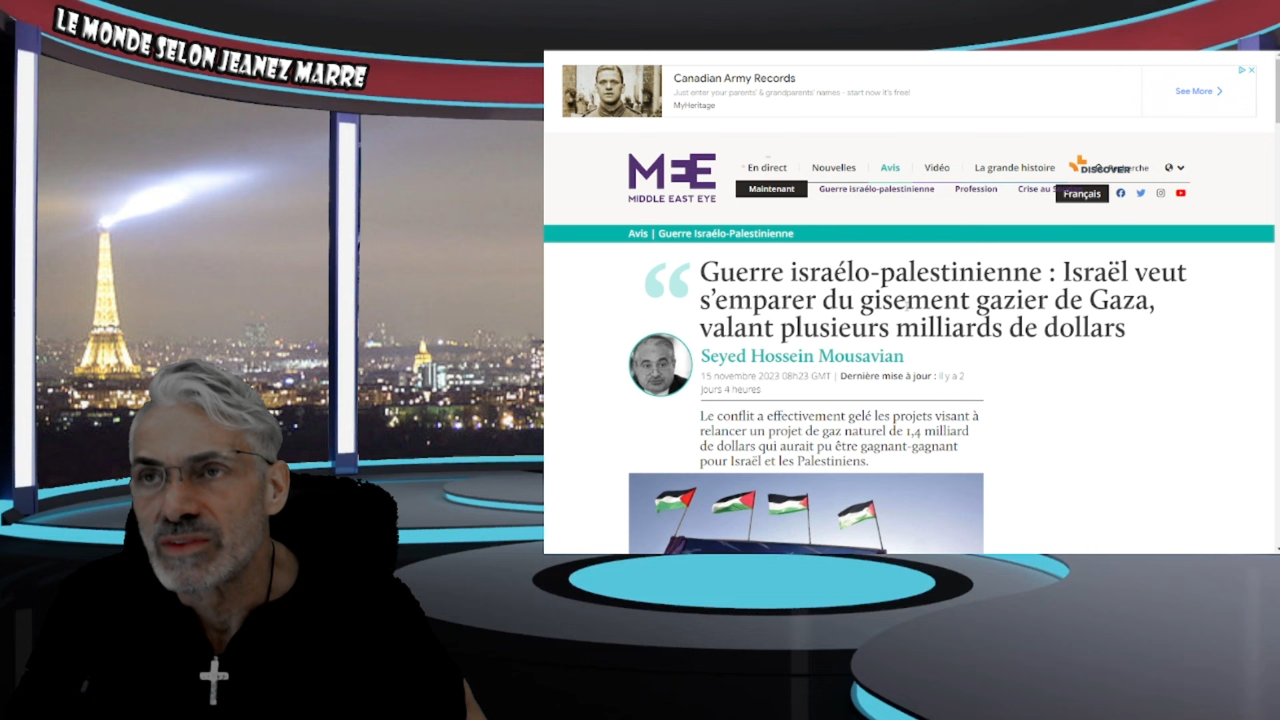 LE MONDE SELON JEANEZ MARRE
Canadian Army Records
Just enter your parents' & grandparents' names - start now it's free!
MyHeritage
See More
MEE
MIDDLE EAST EYE
En direct
Nouvelles
Avis
Vidéo
La grande histoire
DISCOVER
Maintenant
Guerre israélo-palestinienne
Profession
Crise au
Français
Avis | Guerre Israélo-Palestinienne
Guerre israélo-palestinienne : Israël veut
s'emparer du gisement gazier de Gaza,
valant plusieurs milliards de dollars
Seyed Hossein Mousavian
15 novembre 2023 08h23 GMT | Dernière mise à jour : il y a 2
jours 4 heures
Le conflit a effectivement gelé les projets visant à
relancer un projet de gaz naturel de 1,4 milliard
de dollars qui aurait pu être gagnant-gagnant
pour Israël et les Palestiniens.